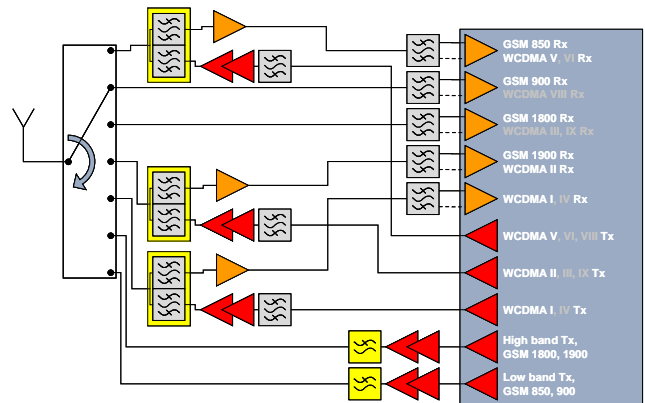 GSM 850 Rx
WCDMA V, VI Rx
GSM 900 Rx
WCDMA VIII Rx
GSM 1800 Rx
WCDMA III, IX Rx
GSM 1900 Rx
WCDMA II Rx
WCDMA I, IV Rx
WCDMA V, VI, VIII Tx
WCDMA II, III, IX Tx
WCDMA I, IV Tx
High band Tx,
GSM 1800, 1900
Low band Tx,
GSM 850, 900